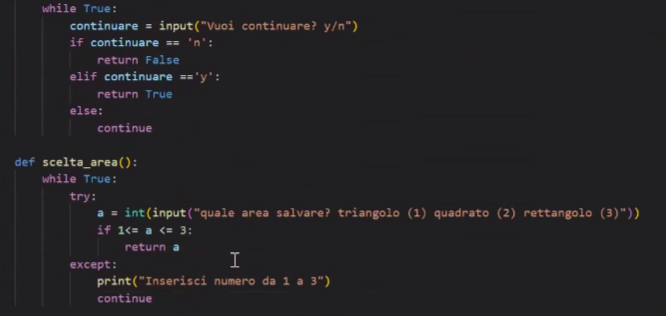 while True:
continuare = input("Vuoi continuare? y/n")
if continuare == 'n':
return False
elif continuare =='y':
return True
else:
continue
def scelta_area():
while True:
try:
a = int(input("quale area salvare? triangolo (1) quadrato (2) rettangolo (3)"))
if 1<= a <= 3:
return a
except:
print("Inserisci numero da 1 a 3")
continue